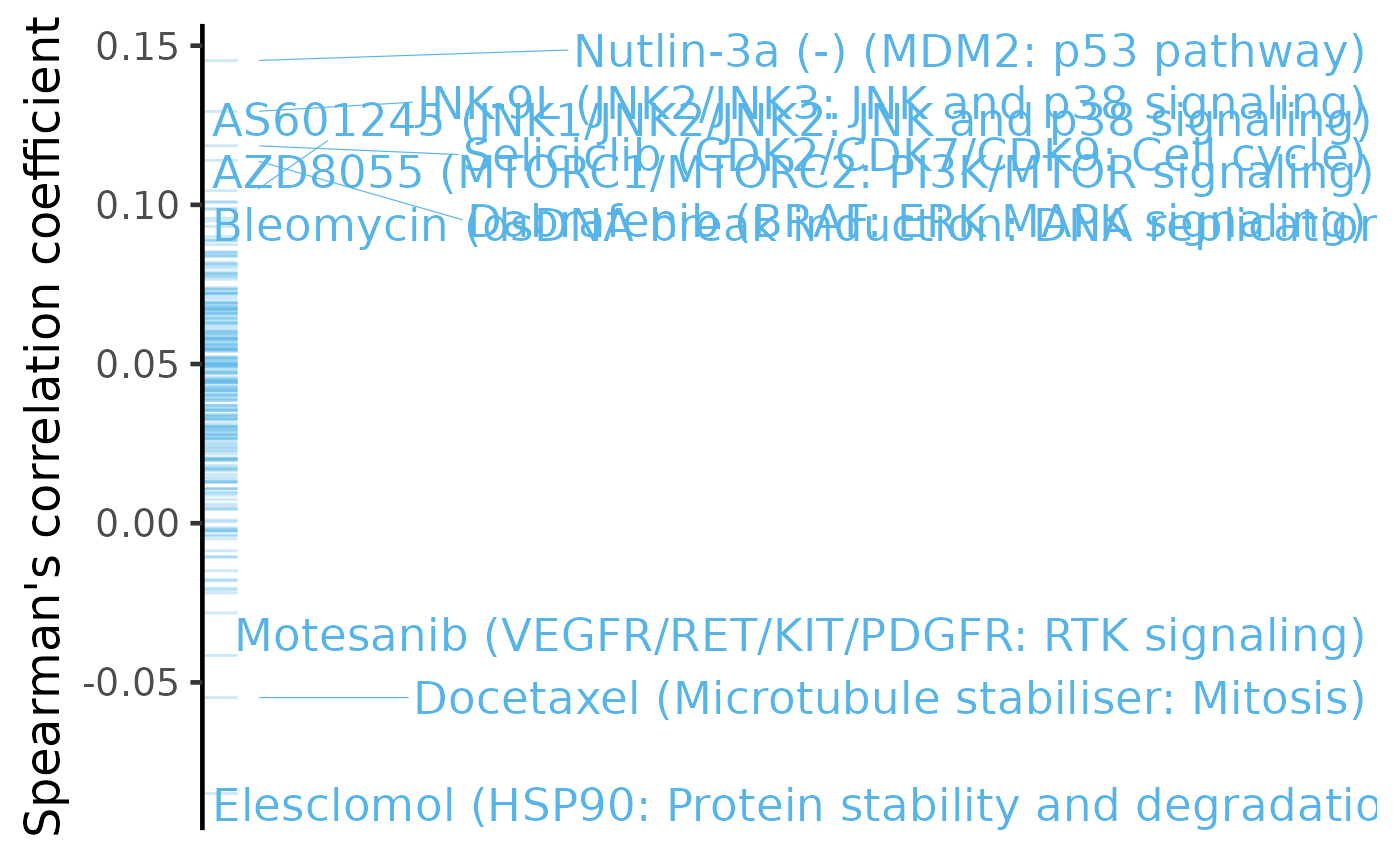 Spearman's correlation coefficient
0.15
0.10
0.05
0.00
-0.05
Nutlin-3a (-) (MDM2: p53 pathway)
JNK-9L (JNK2/JNK3: JNK and p38 signaling)
AS601245 (JNK1/JNK2/JNK2: JNK and p38 signaling)
Seliciclib (CDK2/CDK7/CDK9: Cell cycle)
AZD8055 (MTORC1/MTORC2: PI3K/MTOR signaling)
Dabrafenib (BRAF: ERK MAPK signaling)
Bleomycin (dsDNA break induction: DNA replication
Motesanib (VEGFR/RET/KIT/PDGFR: RTK signaling)
Docetaxel (Microtubule stabiliser: Mitosis)
Elesclomol (HSP90: Protein stability and degradatio